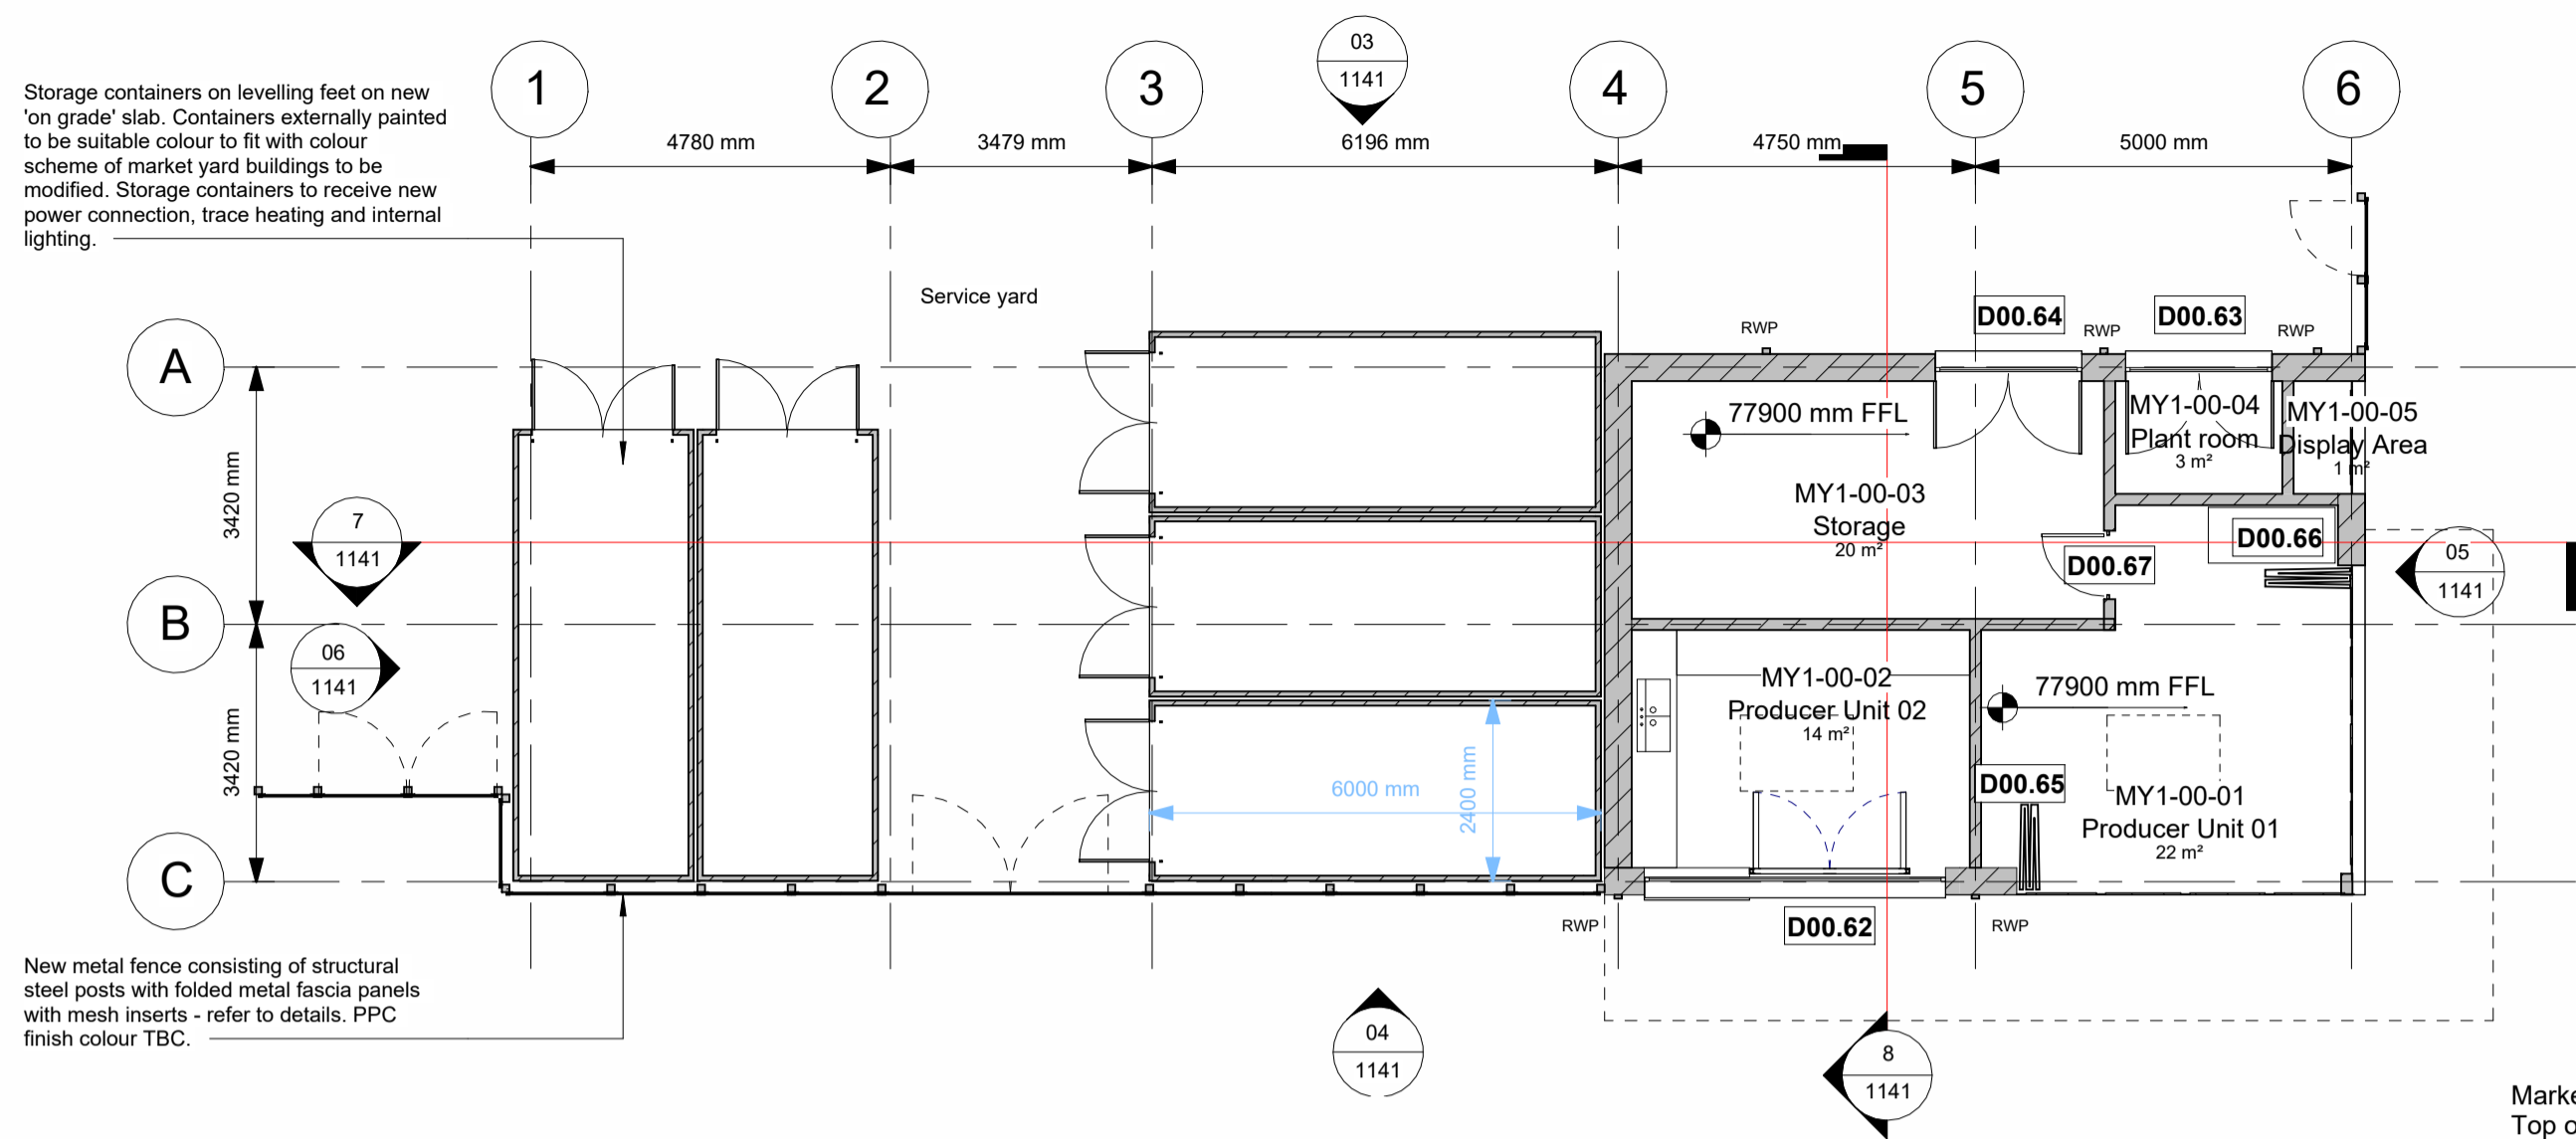 03
1141
1
2
3
4
5
6
4780 mm
3479 mm
6196 mm
4750 mm
5000 mm
Storage containers on levelling feet on new
'on grade' slab. Containers externally painted
to be suitable colour to fit with colour
scheme of market yard buildings to be
modified. Storage containers to receive new
power connection, trace heating and internal
lighting.
Service yard
A
B
C
3420 mm
3420 mm
7
1141
06
1141
RWP
D00.64
RWP
D00.63
RWP
77900 mm FFL
MY1-00-04
Plant room
3 m²
MY1-00-05
Display Area
1 m²
MY1-00-03
Storage
20 m²
D00.67
D00.66
05
1141
MY1-00-02
Producer Unit 02
14 m²
77900 mm FFL
D00.65
MY1-00-01
Producer Unit 01
22 m²
6000 mm
2400 mm
RWP
D00.62
RWP
New metal fence consisting of structural
steel posts with folded metal fascia panels
with mesh inserts - refer to details. PPC
finish colour TBC.
04
1141
8
1141
Top